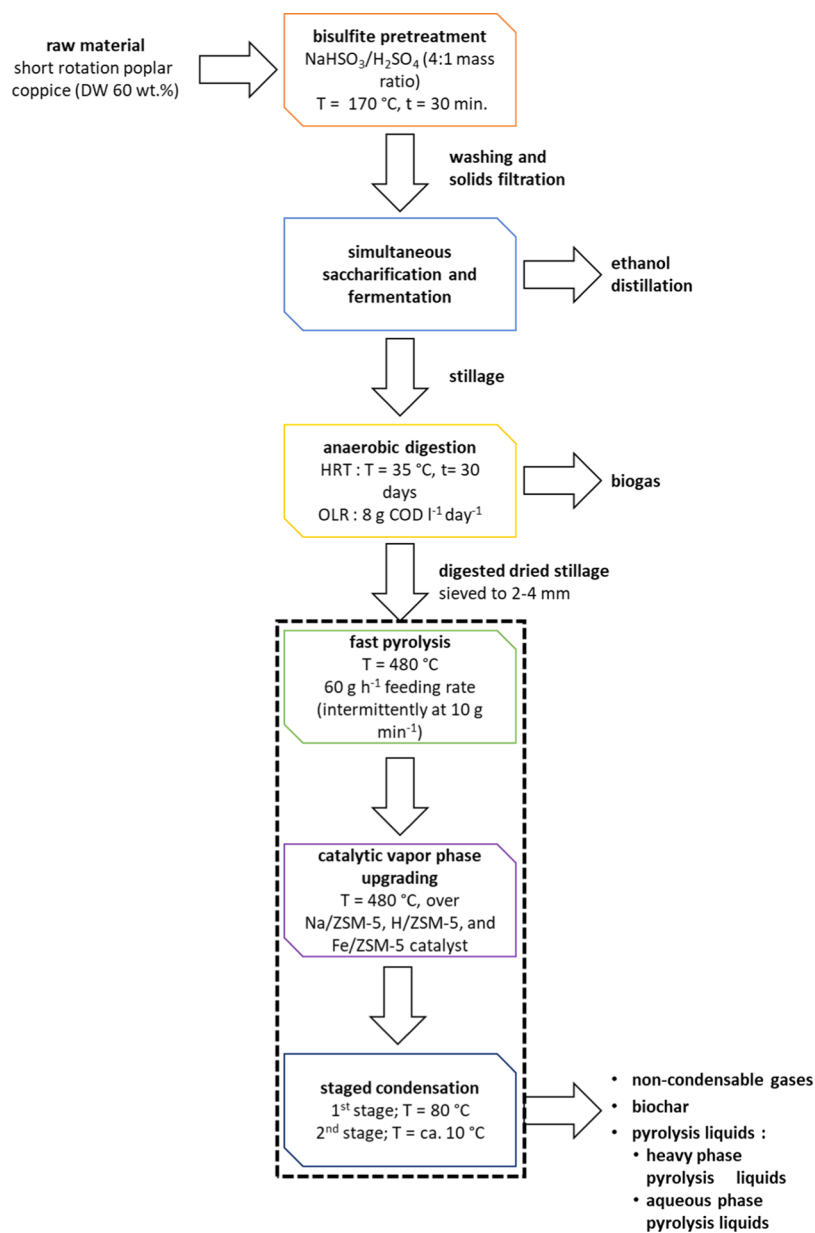 raw material
short rotation poplar
coppice (DW 60 wt.%)
bisulfite pretreatment
NaHSO₃/H₂SO₄ (4:1 mass
ratio)
T =  170 °C, t = 30 min.
washing and
solids filtration
simultaneous
saccharification and
fermentation
ethanol
distillation
stillage
anaerobic digestion
HRT : T = 35 °C, t= 30
days
OLR : 8 g COD l⁻¹ day⁻¹
biogas
digested dried stillage
sieved to 2-4 mm
fast pyrolysis
T = 480 °C
60 g h⁻¹ feeding rate
(intermittently at 10 g
min⁻¹)
catalytic vapor phase
upgrading
T = 480 °C, over
Na/ZSM-5, H/ZSM-5, and
Fe/ZSM-5 catalyst
staged condensation
1ˢᵗ stage; T = 80 °C
2ⁿᵈ stage; T = ca. 10 °C
• non-condensable gases
• biochar
• pyrolysis liquids :
• heavy phase
pyrolysis liquids
• aqueous phase
pyrolysis liquids